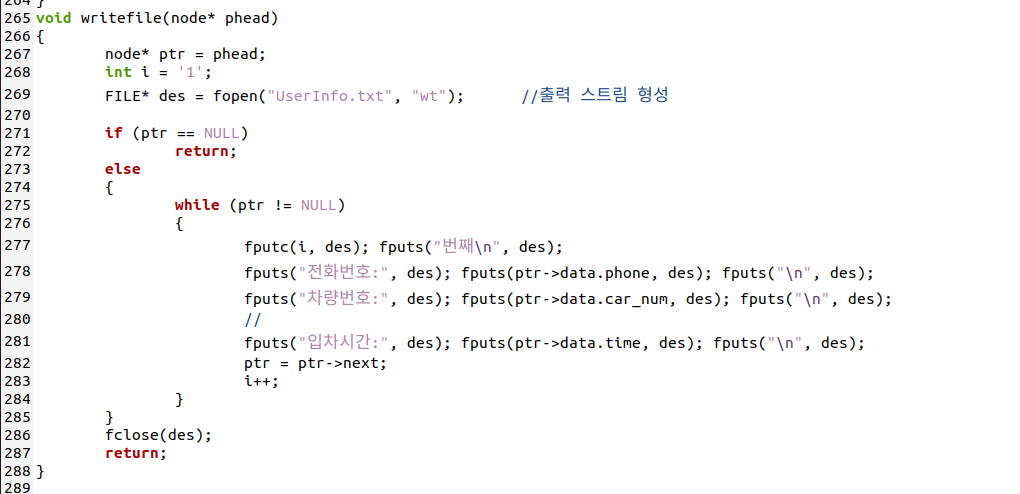 264 }
265 void writefile(node* phead)
266 {
267 node* ptr = phead;
268 int i = '1';
269 FILE* des = fopen("UserInfo.txt", "wt"); //출력 스트림 형성
270
271 if (ptr == NULL)
272 return;
273 else
274 {
275 while (ptr != NULL)
276 {
277 fputc(i, des); fputs("번째\n", des);
278 fputs("전화번호:", des); fputs(ptr->data.phone, des); fputs("\n", des);
279 fputs("차량번호:", des); fputs(ptr->data.car_num, des); fputs("\n", des);
280 //
281 fputs("입차시간:", des); fputs(ptr->data.time, des); fputs("\n", des);
282 ptr = ptr->next;
283 i++;
284 }
285 }
286 fclose(des);
287 return;
288 }
289